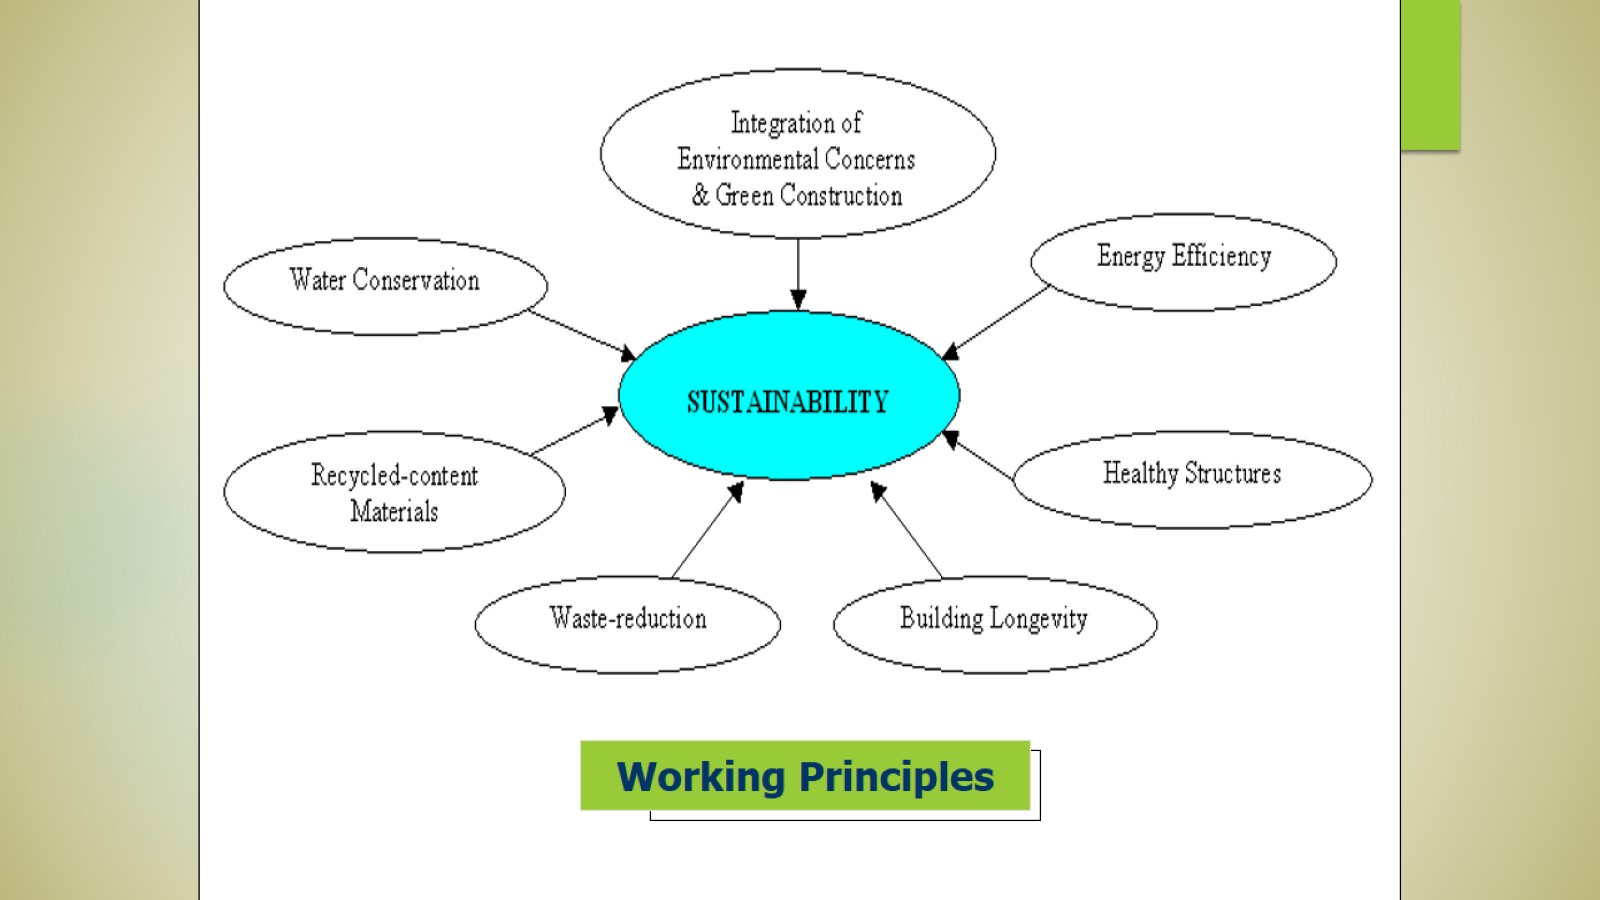 Integration of
Environmental Concerns
& Green Construction
Energy Efficiency
Water Conservation
SUSTAINABILITY
Recycled-content
Materials
Healthy Structures
Waste-reduction
Building Longevity
Working Principles